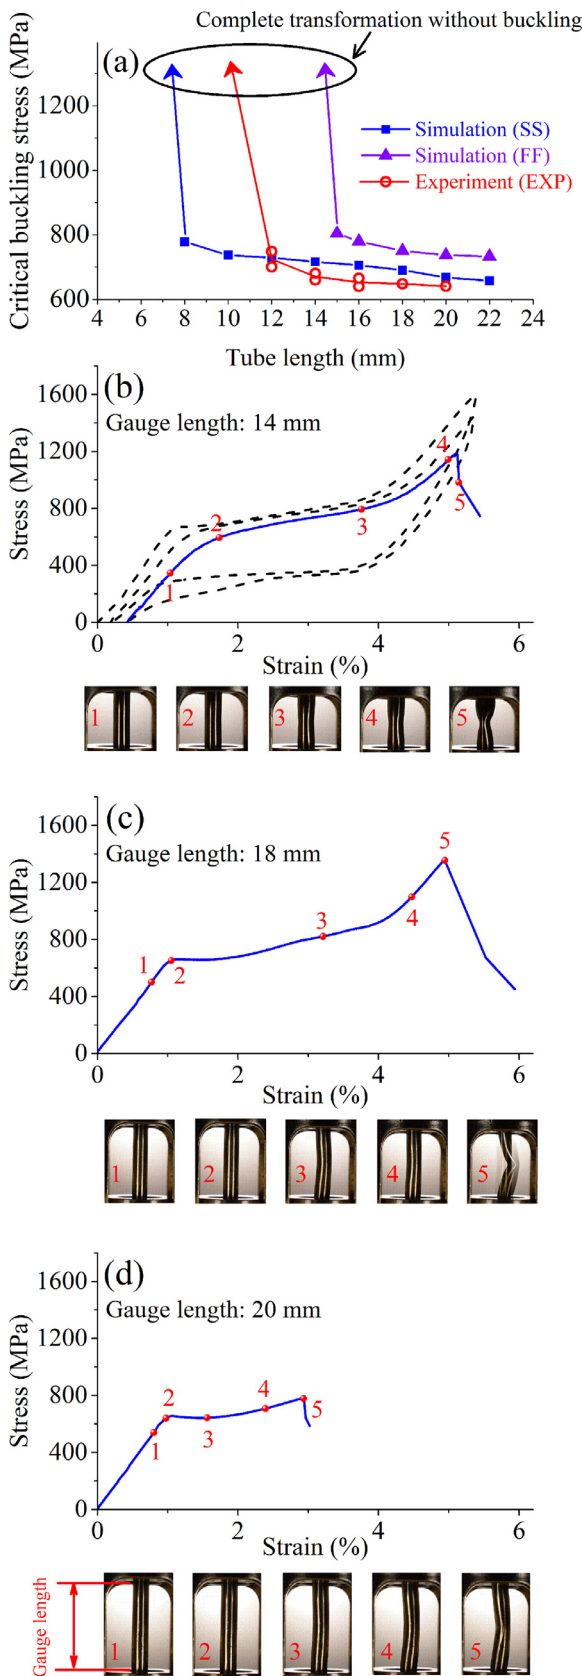 Complete transformation without buckling
(a)
Critical buckling stress (MPa)
1200
1000
800
600
Simulation (SS)
Simulation (FF)
Experiment (EXP)
4 6 8 10 12 14 16 18 20 22 24
Tube length (mm)
(b)
Gauge length: 14 mm
Stress (MPa)
1600
1200
800
400
0
1
2
3
4
5
0 2 4 6
Strain (%)
1 2 3 4 5
(c)
Gauge length: 18 mm
Stress (MPa)
1600
1200
800
400
0
1
2
3
4
5
0 2 4 6
Strain (%)
1 2 3 4 5
(d)
Gauge length: 20 mm
Stress (MPa)
1600
1200
800
400
0
1
2
3
4
5
0 2 4 6
Strain (%)
Gauge length
1 2 3 4 5